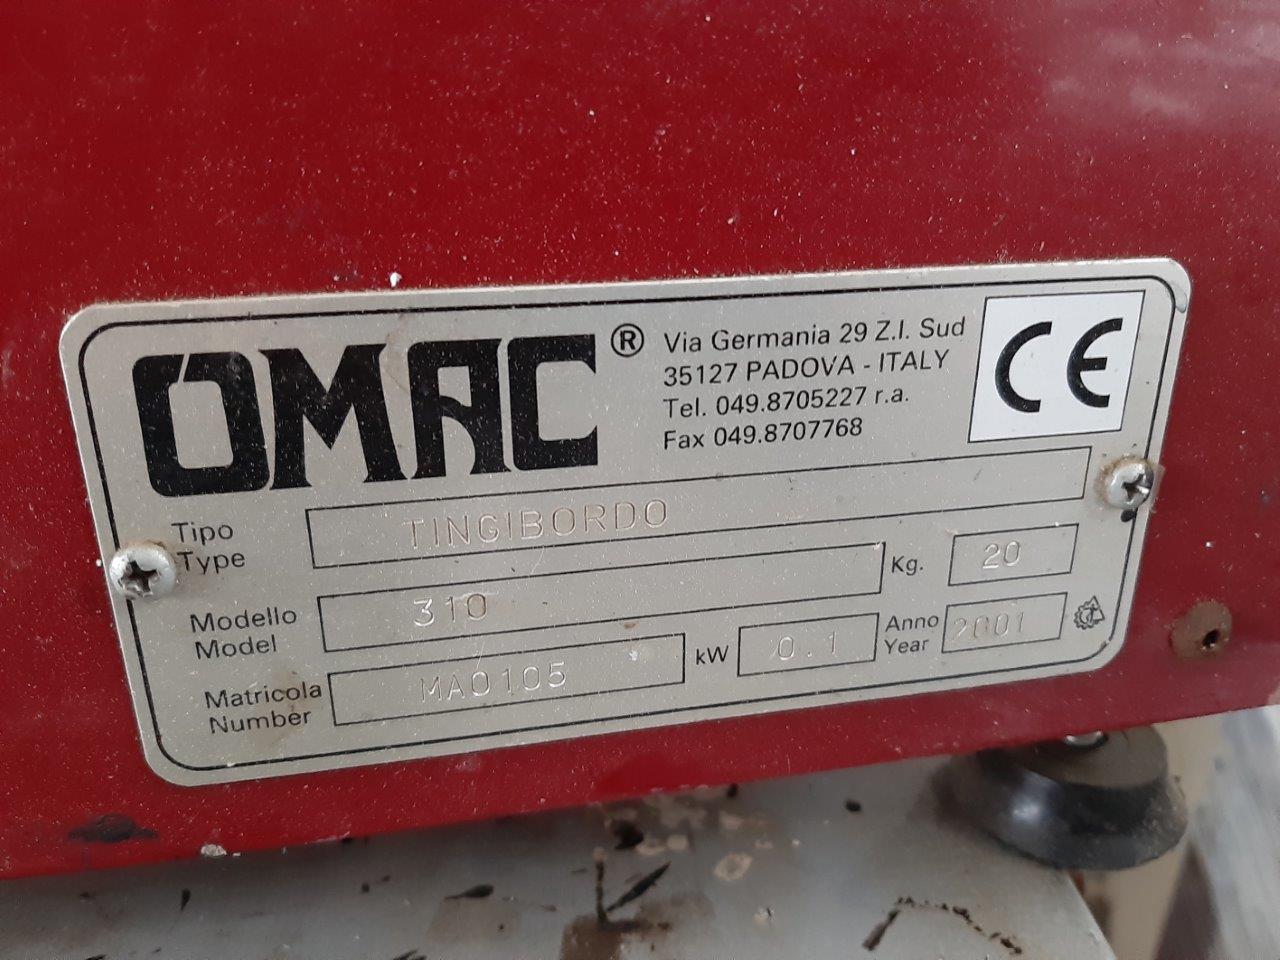 OMAC®
Via Germania 29 Z.I. Sud
35127 PADOVA - ITALY
Tel. 049.8705227 r.a.
Fax 049.8707768
CE
Tipo
Type
TINGIBORDO
Modello
Model
310
Kg.
20
Matricola
Number
MA0105
kW
0.1
Anno
Year
2001